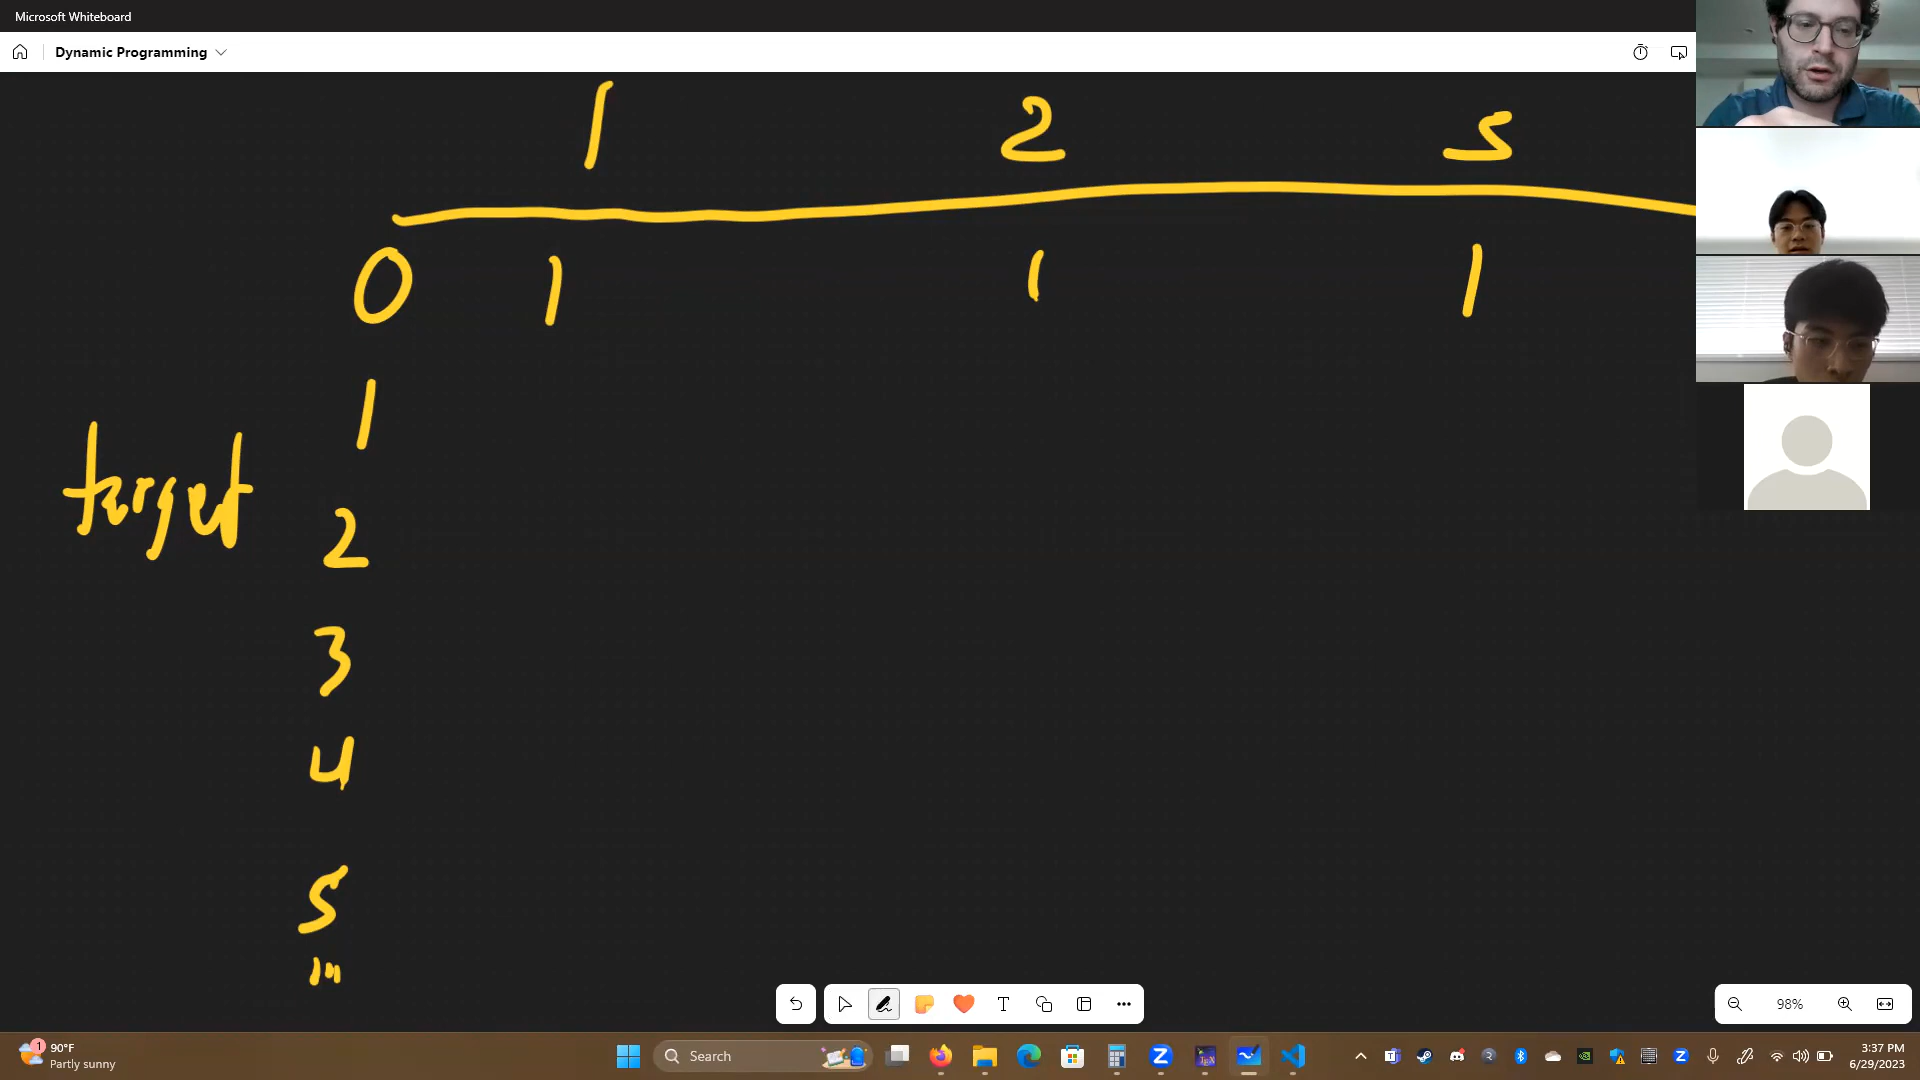 Microsoft Whiteboard
Dynamic Programming
1 2 5
0 1 1 1
1
target
2
3
4
5
98%
1
90°F
Partly sunny
Search
3:37 PM
6/29/2023